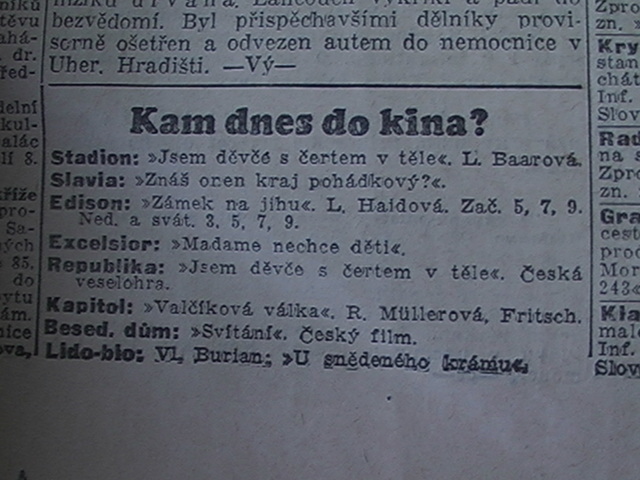 bezvědomí. Byl přispěchavšími dělníky provi-
sorně ošetřen a odvezen autem do nemocnice v
Uher. Hradišti. —Vý—
Kam dnes do kina?
Stadion: »Jsem děvče s čertem v těle«. L. Baarová.
Slavia: »Znáš onen kraj pohádkový?«.
Edison: »Zámek na jihu«. L. Haidová. Zač. 5, 7, 9.
Ned. a svát. 3, 5, 7, 9.
Excelsior: »Madame nechce děti«.
Republika: »Jsem děvče s čertem v těle«. Česká
veselohra.
Kapitol: »Valčíková válka«. R. Müllerová, Fritsch.
Besed. dům: »Svítání«. Český film.
Lido-bio: Vl. Burian: »U snědeného krámu«.